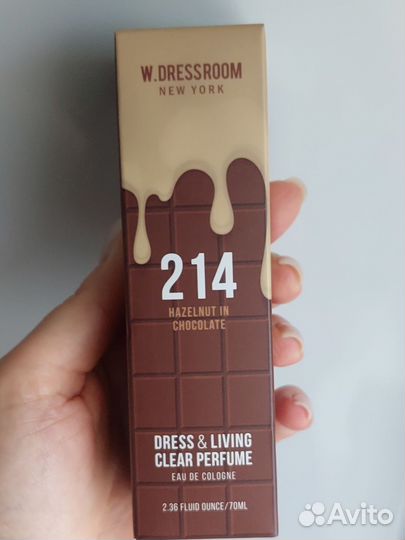 W.DRESSROOM
NEW YORK
214
HAZELNUT IN
CHOCOLATE
DRESS & LIVING
CLEAR PERFUME
EAU DE COLOGNE
2.36 FLUID OUNCE/70ML
Avito